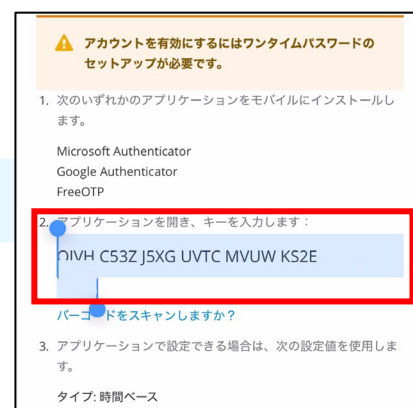 アカウントを有効にするにはワンタイムパスワードの
セットアップが必要です。
1. 次のいずれかのアプリケーションをモバイルにインストールし
ます。
Microsoft Authenticator
Google Authenticator
FreeOTP
2. アプリケーションを開き、キーを入力します：
C53Z J5XG UVTC MVUW KS2E
バーコードをスキャンしますか？
3. アプリケーションで設定できる場合は、次の設定値を使用しま
す。
タイプ: 時間ベース